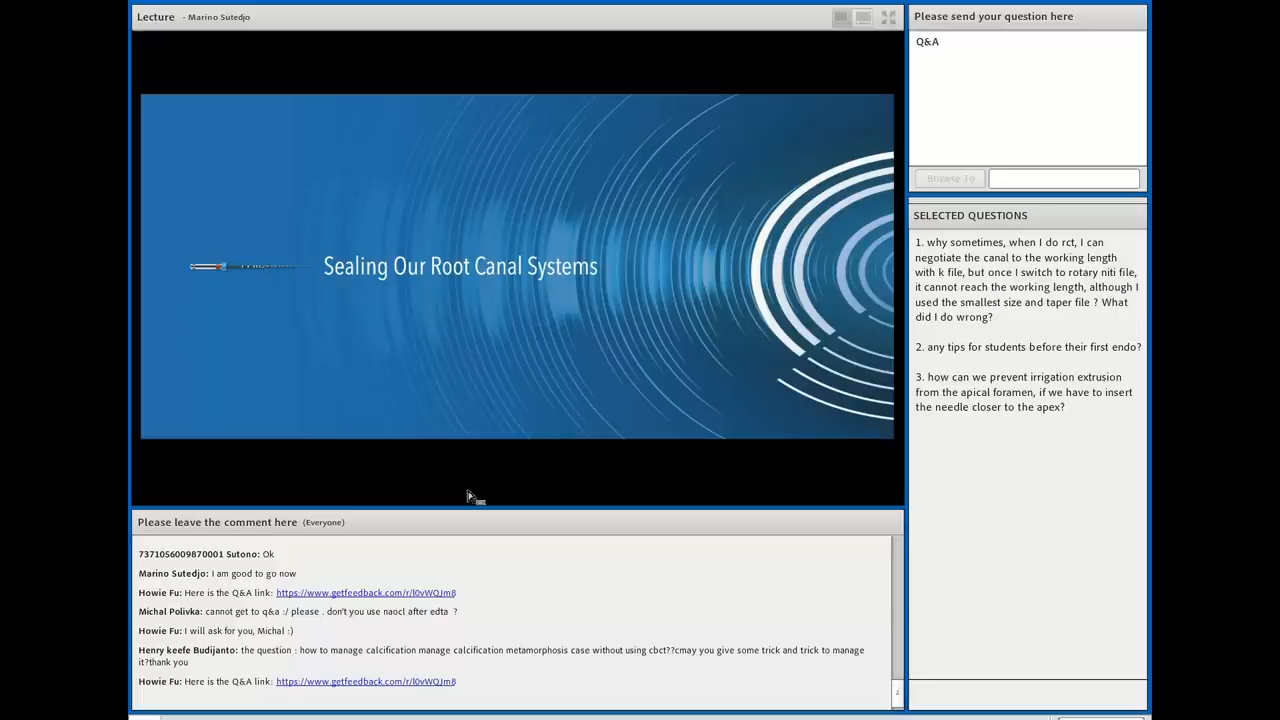 Lecture - Marino Sutedjo
Sealing Our Root Canal Systems
Please leave the comment here (Everyone)
7371056009870001 Sutono: Ok
Marino Sutedjo: I am good to go now
Howie Fu: Here is the Q&A link: https://www.getfeedback.com/r/l0vWQJm8
Michal Polivka: cannot get to q&a :/ please . don't you use naocl after edta ?
Howie Fu: I will ask for you, Michal :)
Henry keefe Budijanto: the question : how to manage calcification manage calcification metamorphosis case without using cbct??cmay you give some trick and trick to manage
it?thank you
Howie Fu: Here is the Q&A link: https://www.getfeedback.com/r/l0vWQJm8
Please send your question here
Q&A
Browse To
SELECTED QUESTIONS
1. why sometimes, when I do rct, I can
negotiate the canal to the working length
with k file, but once I switch to rotary niti file,
it cannot reach the working length, although I
used the smallest size and taper file ? What
did I do wrong?
2. any tips for students before their first endo?
3. how can we prevent irrigation extrusion
from the apical foramen, if we have to insert
the needle closer to the apex?